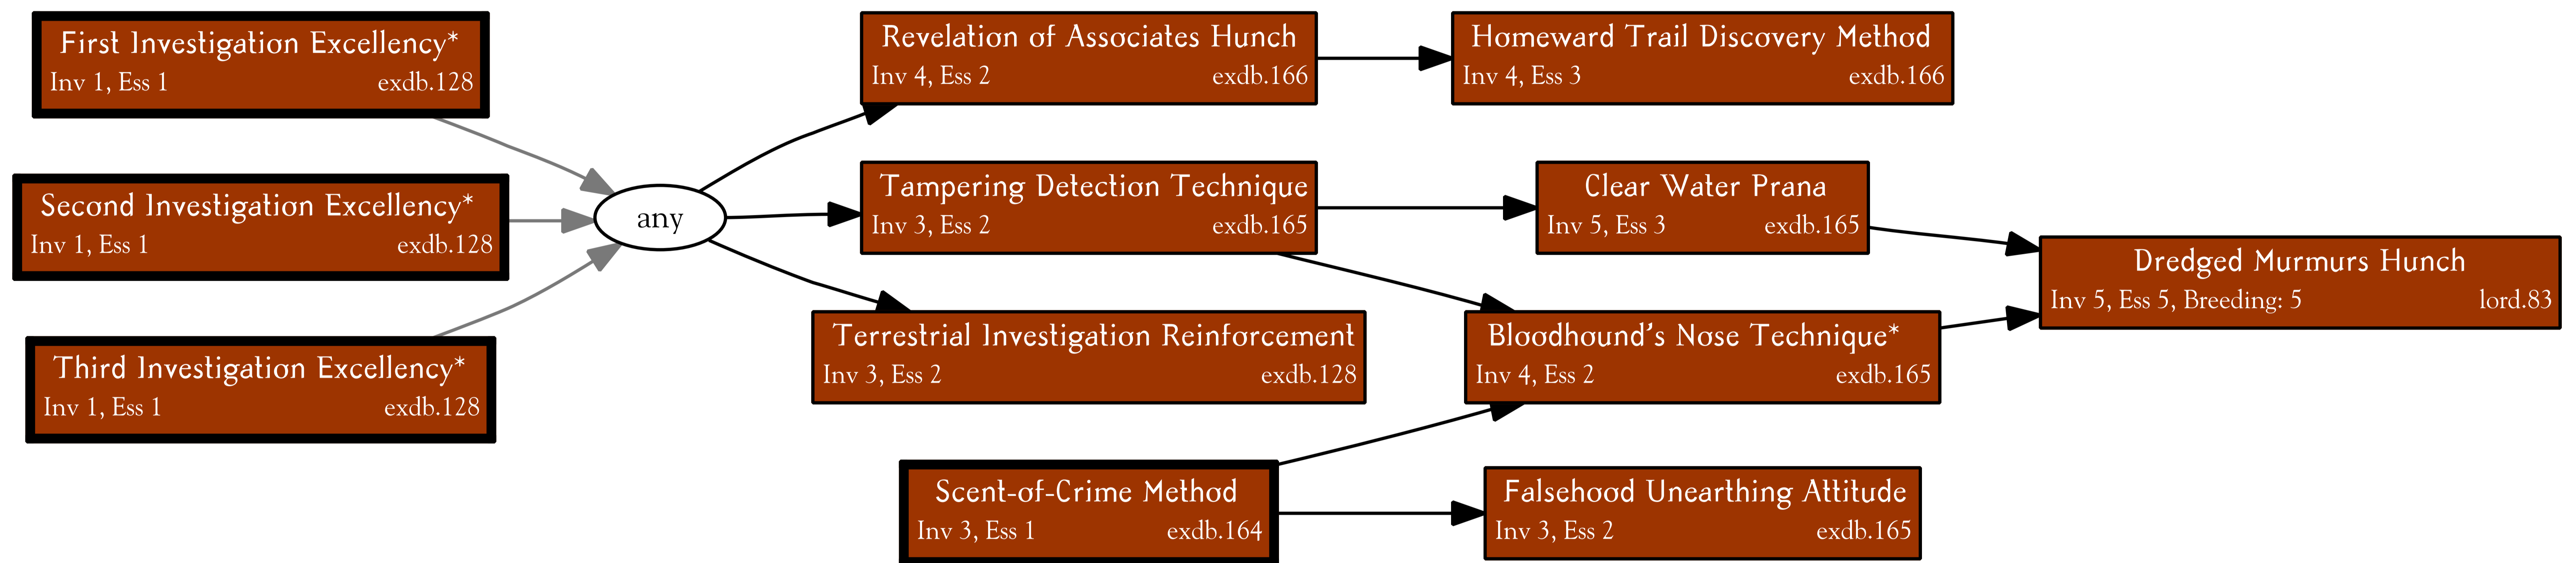 First Investigation Excellency*
Inv 1, Ess 1 exdb.128
Second Investigation Excellency*
Inv 1, Ess 1 exdb.128
Third Investigation Excellency*
Inv 1, Ess 1 exdb.128
any
Revelation of Associates Hunch
Inv 4, Ess 2 exdb.166
Tampering Detection Technique
Inv 3, Ess 2 exdb.165
Terrestrial Investigation Reinforcement
Inv 3, Ess 2 exdb.128
Scent-of-Crime Method
Inv 3, Ess 1 exdb.164
Homeward Trail Discovery Method
Inv 4, Ess 3 exdb.166
Clear Water Prana
Inv 5, Ess 3 exdb.165
Bloodhound's Nose Technique*
Inv 4, Ess 2 exdb.165
Falsehood Unearthing Attitude
Inv 3, Ess 2 exdb.165
Dredged Murmurs Hunch
Inv 5, Ess 5, Breeding: 5 lord.83